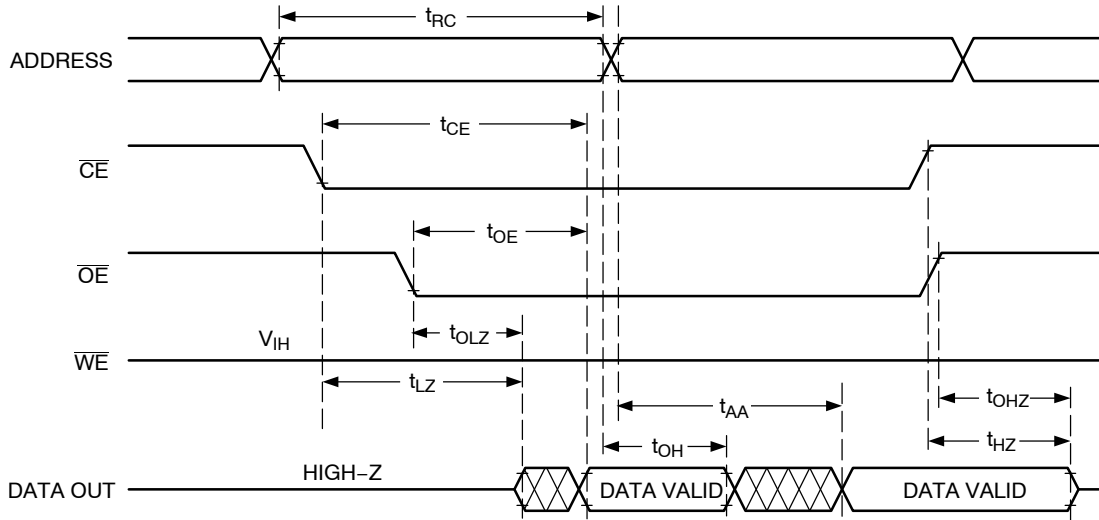 tRC
ADDRESS
tCE
CE
tOE
OE
tOLZ
VIH
WE
tLZ
tAA
tOHZ
tOH
tHZ
HIGH–Z
DATA OUT
DATA VALID
DATA VALID